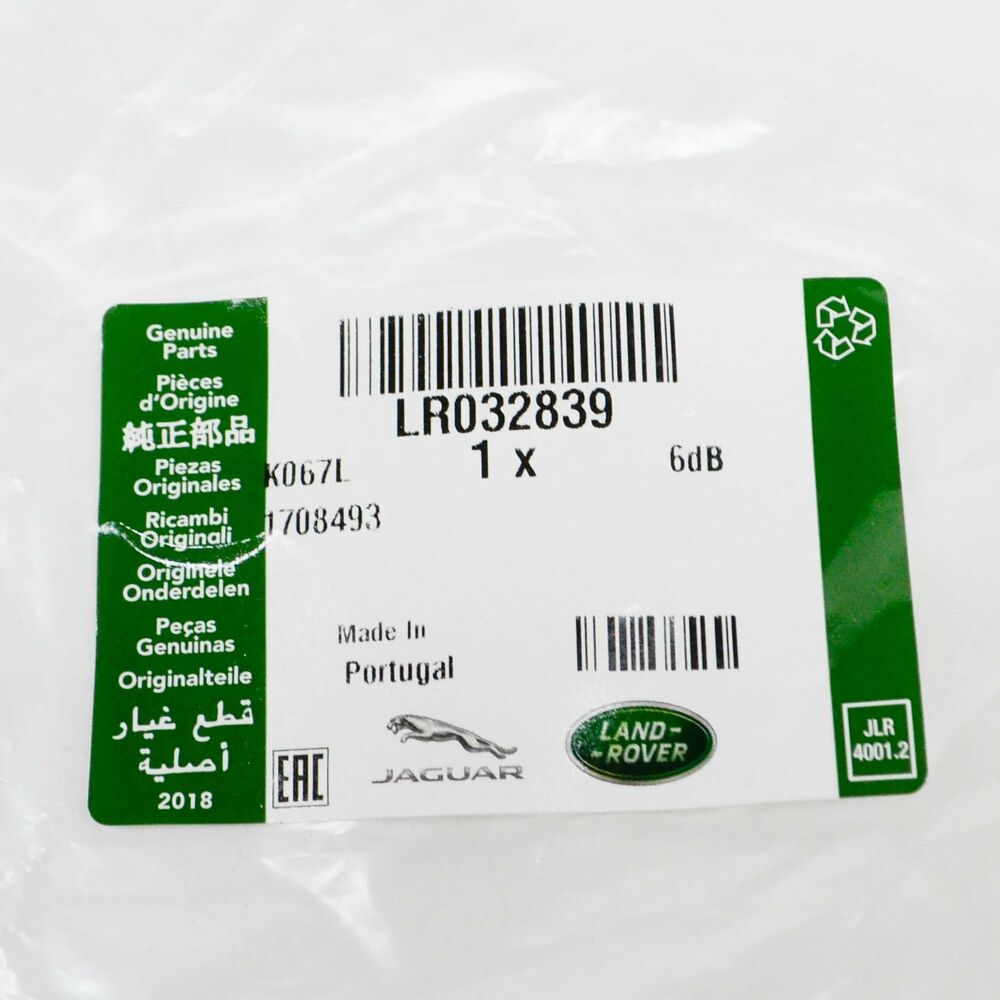 Genuine
Parts
Pièces
d'Origine
純正部品
Piezas
Originales
Ricambi
Originali
Originele
Onderdelen
Peças
Genuinas
Originalteile
قطع غيار
أصلية
2018
LR032839
1 x
6dB
K067L
1708493
Made In
Portugal
EAC
JAGUAR
LAND-
-ROVER
JLR
4001.2